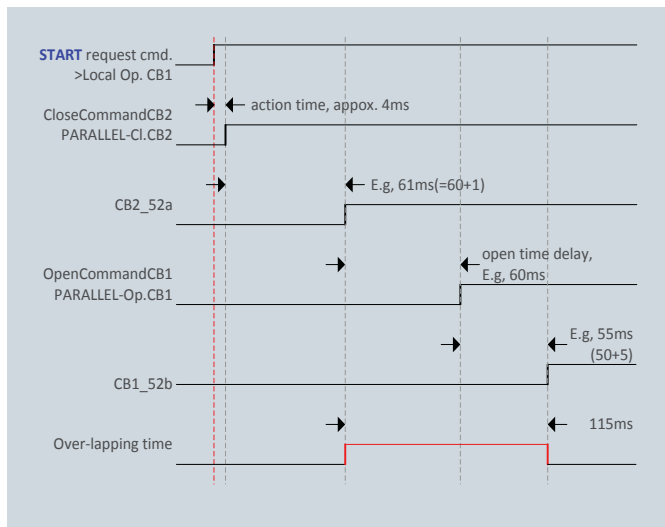 START request cmd.
>Local Op. CB1
action time, appox. 4ms
CloseCommandCB2
PARALLEL-Cl.CB2
E.g, 61ms(=60+1)
CB2_52a
open time delay,
E.g, 60ms
OpenCommandCB1
PARALLEL-Op.CB1
E.g, 55ms
(50+5)
CB1_52b
115ms
Over-lapping time